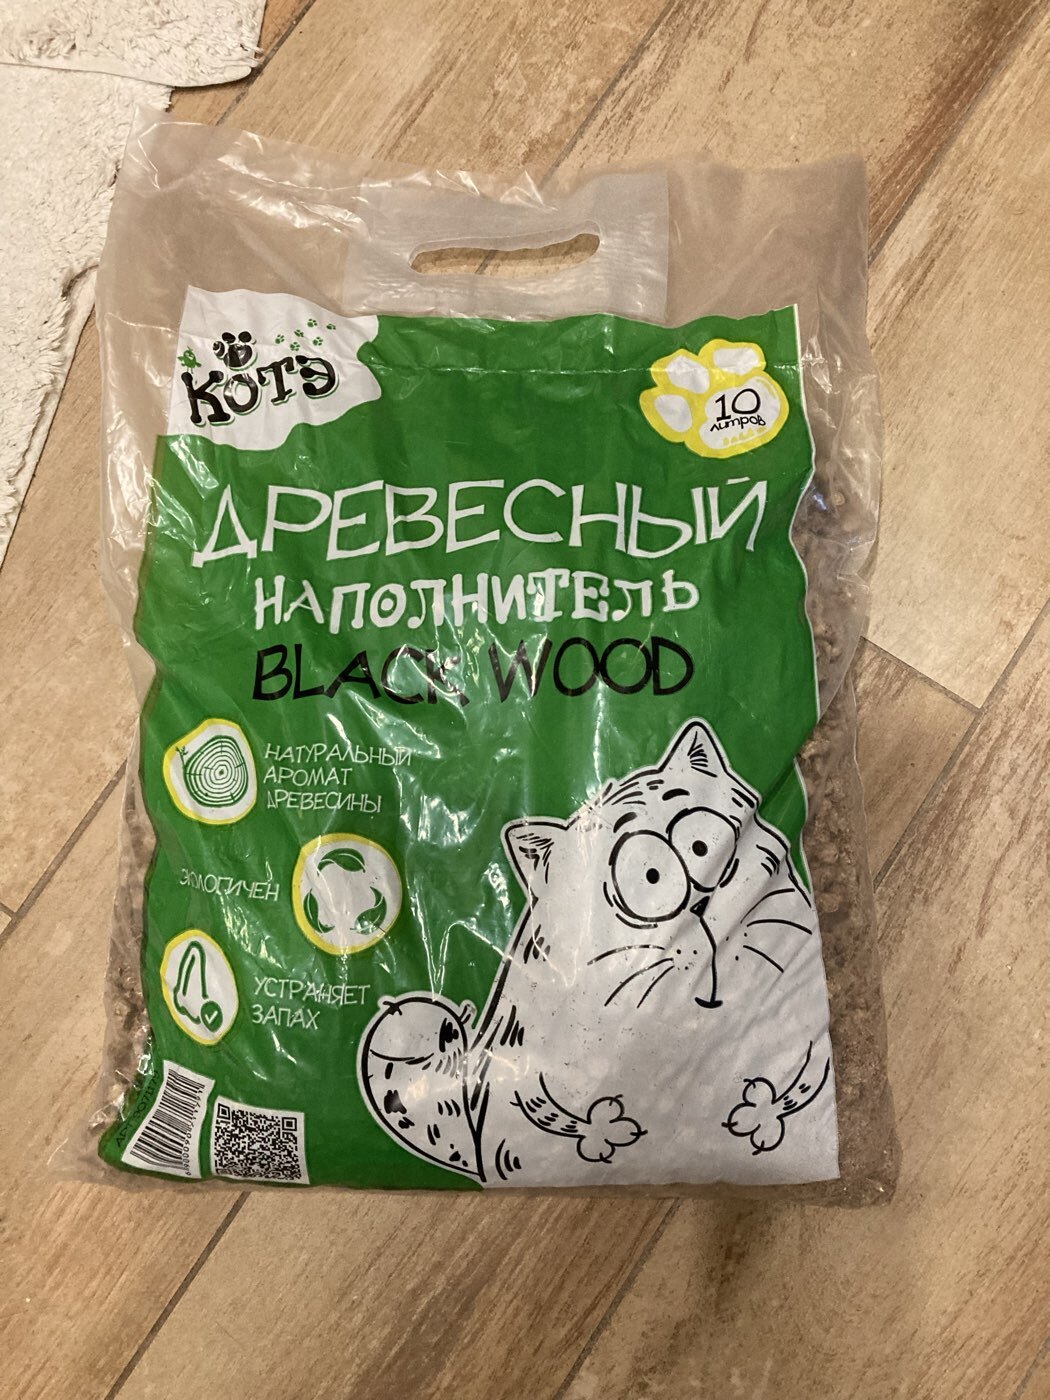 КОТЭ
10
литров
ДРЕВЕСНЫЙ
НАПОЛНИТЕЛЬ
BLACK WOOD
НАТУРАЛЬНЫЙ
АРОМАТ
ДРЕВЕСИНЫ
ЭКОЛОГИЧЕН
УСТРАНЯЕТ
ЗАПАХ